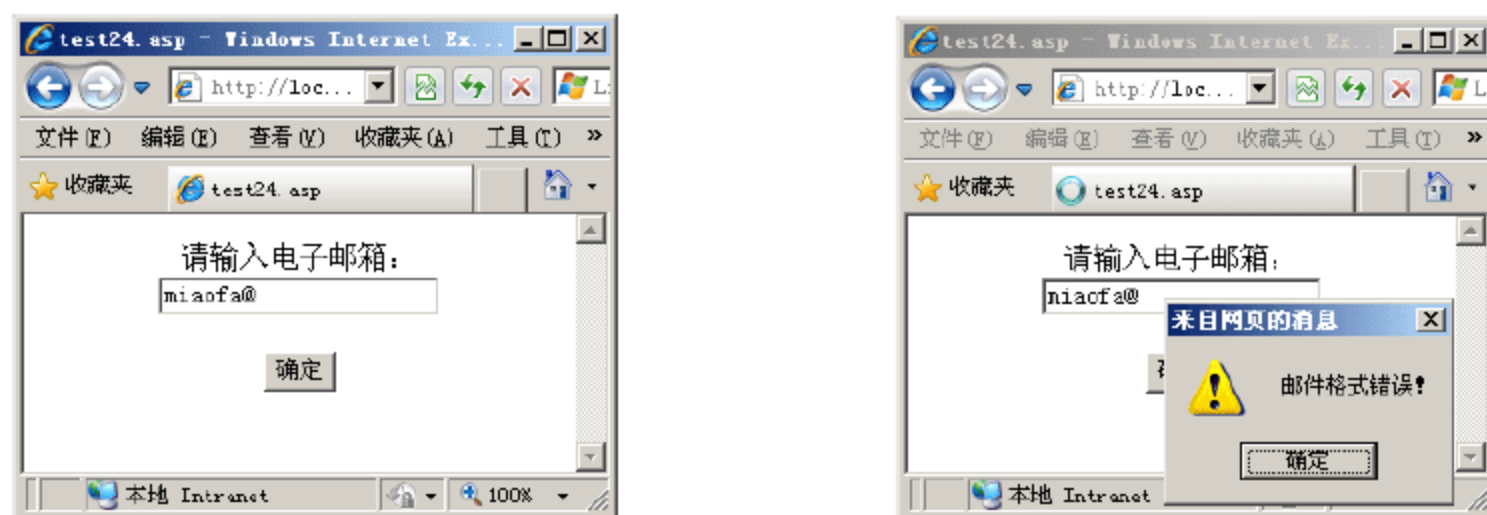 test24.asp - Windows Internet Ex...
http://loc...
文件(F) 编辑(E) 查看(V) 收藏夹(A) 工具(T) »
收藏夹 test24.asp
请输入电子邮箱：
miaofa@
确定
本地 Intranet 100%
test24.asp - Windows Internet Ex...
http://loc...
文件(F) 编辑(E) 查看(V) 收藏夹(A) 工具(T) »
收藏夹 test24.asp
请输入电子邮箱：
miaofa@
来自网页的消息
邮件格式错误！
确定
本地 Intranet